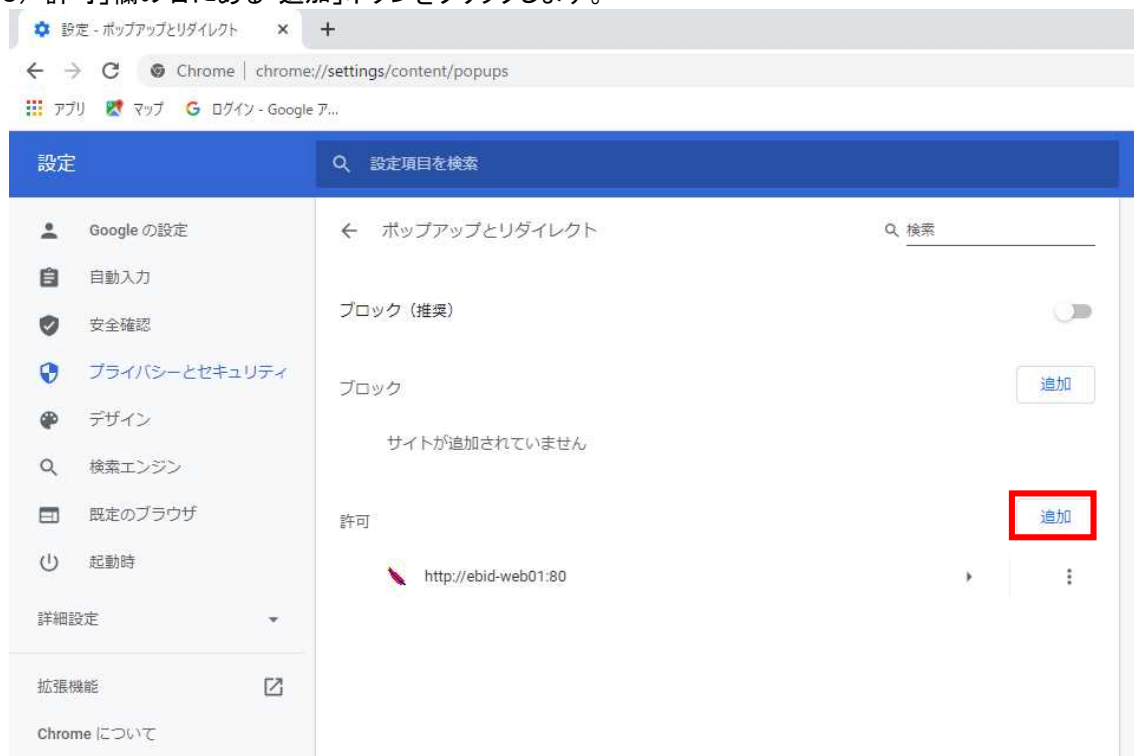 設定 - ポップアップとリダイレクト
Chrome | chrome://settings/content/popups
アプリ マップ G ログイン - Google ア...
設定
設定項目を検索
Google の設定
自動入力
安全確認
プライバシーとセキュリティ
デザイン
検索エンジン
既定のブラウザ
起動時
詳細設定
拡張機能
Chrome について
ポップアップとリダイレクト
検索
ブロック（推奨）
ブロック
追加
サイトが追加されていません
許可
追加
http://ebid-web01:80